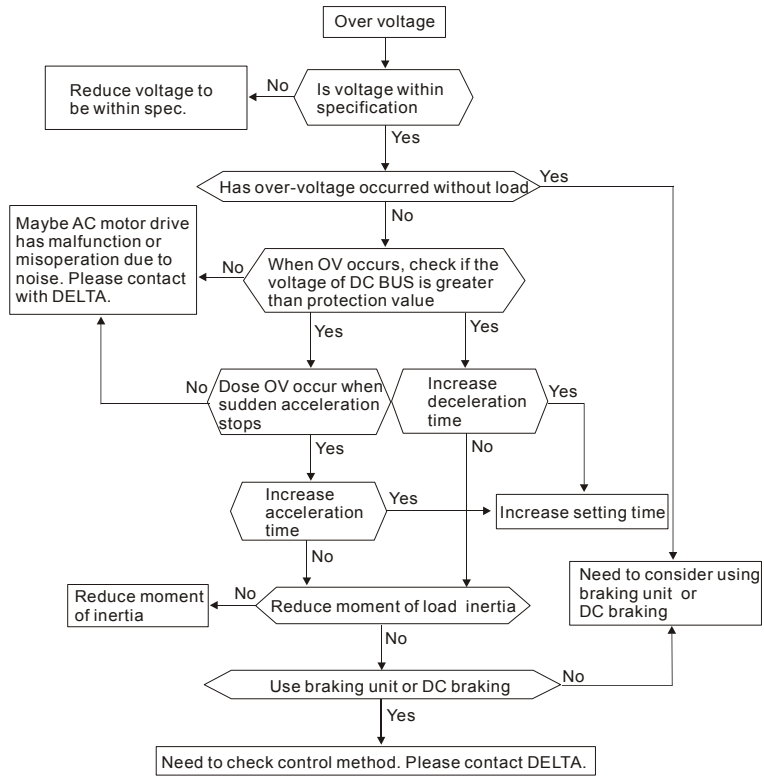 Over voltage
Is voltage within
specification
No
Reduce voltage to
be within spec.
Yes
Has over-voltage occurred without load
Yes
No
Maybe AC motor drive
has malfunction or
misoperation due to
noise. Please contact
with DELTA.
No
When OV occurs, check if the
voltage of DC BUS is greater
than protection value
Yes
Yes
No
Dose OV occur when
sudden acceleration
stops
Increase
deceleration
time
Yes
Yes
No
Increase
acceleration
time
Yes
Increase setting time
No
Need to consider using
braking unit or
DC braking
Reduce moment
of inertia
No
Reduce moment of load inertia
No
Use braking unit or DC braking
No
Yes
Need to check control method. Please contact DELTA.